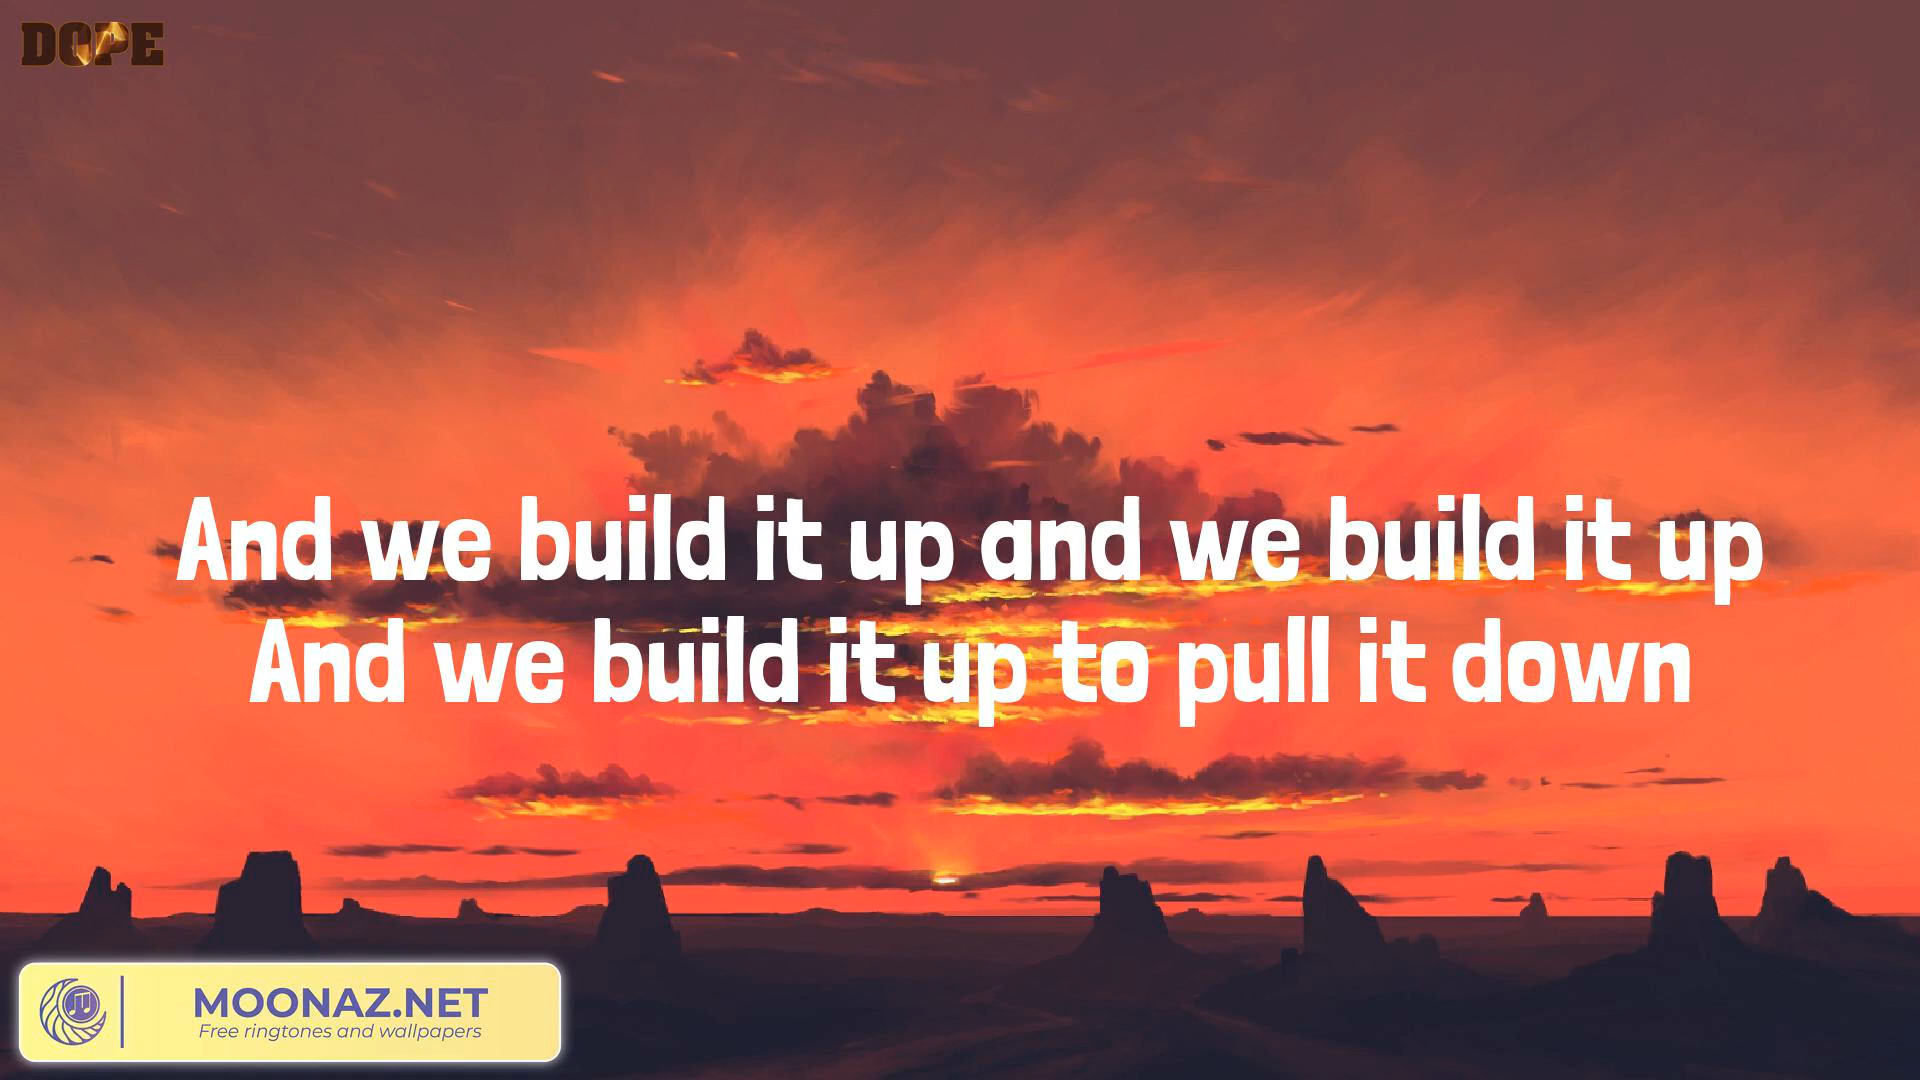 DOPE
And we build it up and we build it up
And we build it up to pull it down
MOONAZ.NET
Free ringtones and wallpapers